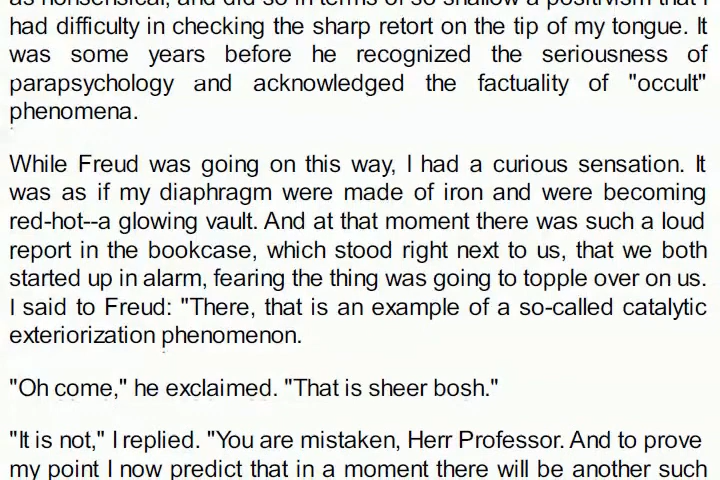 as nonsensical, and did so in terms of so shallow a positivism that I
had difficulty in checking the sharp retort on the tip of my tongue. It
was some years before he recognized the seriousness of
parapsychology and acknowledged the factuality of "occult"
phenomena.
While Freud was going on this way, I had a curious sensation. It
was as if my diaphragm were made of iron and were becoming
red-hot--a glowing vault. And at that moment there was such a loud
report in the bookcase, which stood right next to us, that we both
started up in alarm, fearing the thing was going to topple over on us.
I said to Freud: "There, that is an example of a so-called catalytic
exteriorization phenomenon.
"Oh come," he exclaimed. "That is sheer bosh."
"It is not," I replied. "You are mistaken, Herr Professor. And to prove
my point I now predict that in a moment there will be another such